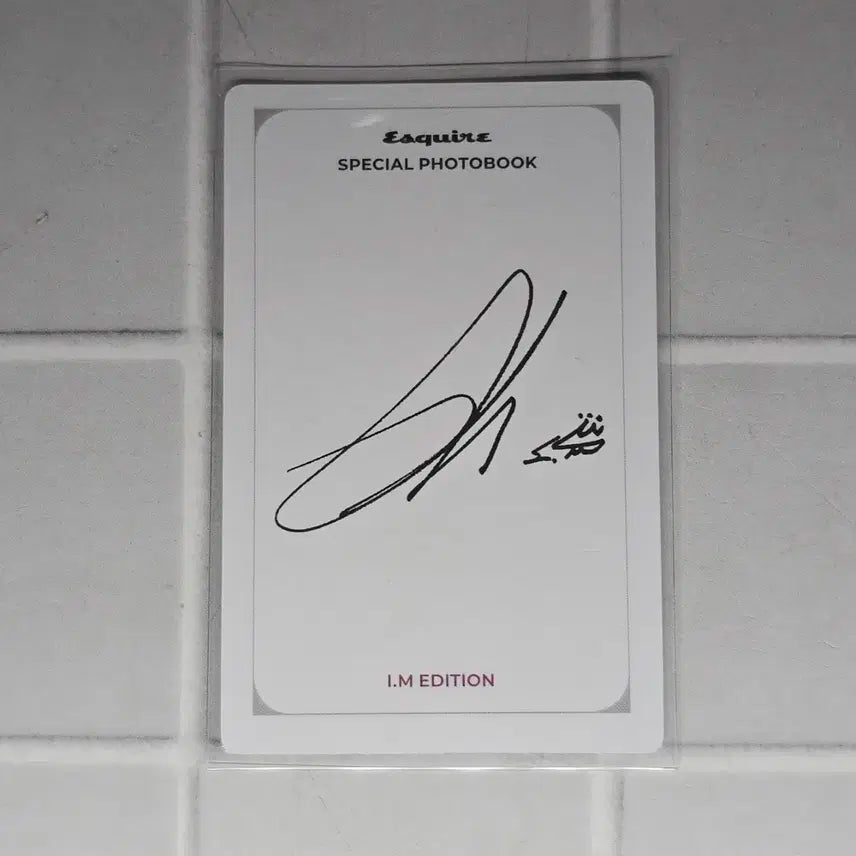 Esquire
SPECIAL PHOTOBOOK
I.M EDITION